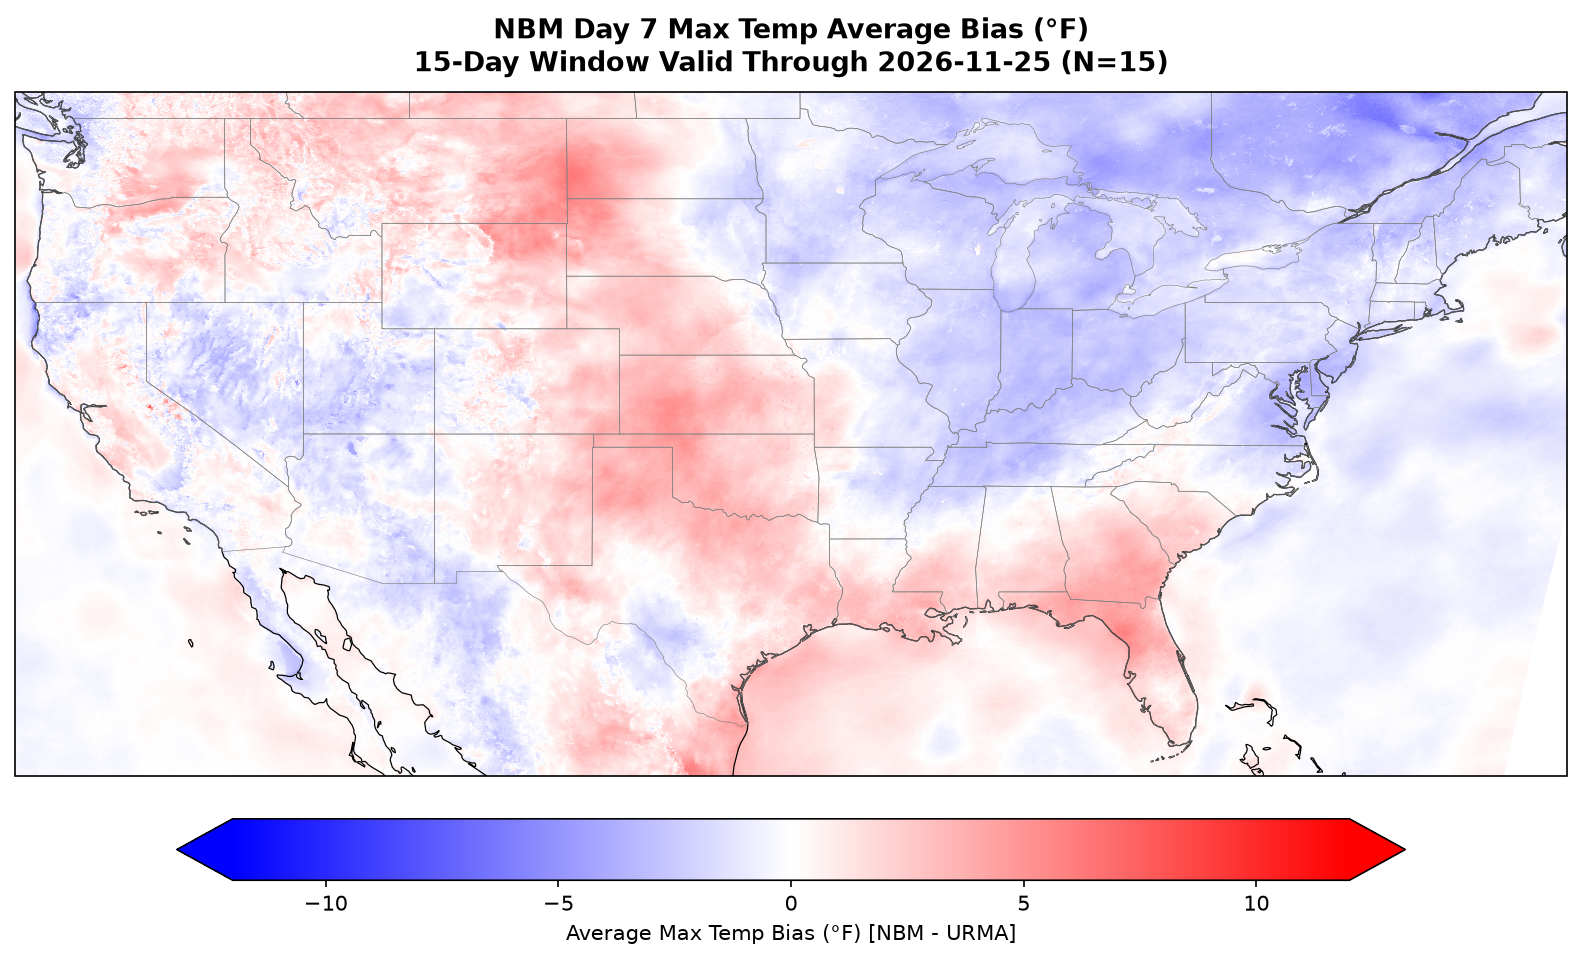 NBM Day 7 Max Temp Average Bias (°F)
15-Day Window Valid Through 2026-11-25 (N=15)
−10 −5 0 5 10
Average Max Temp Bias (°F) [NBM - URMA]